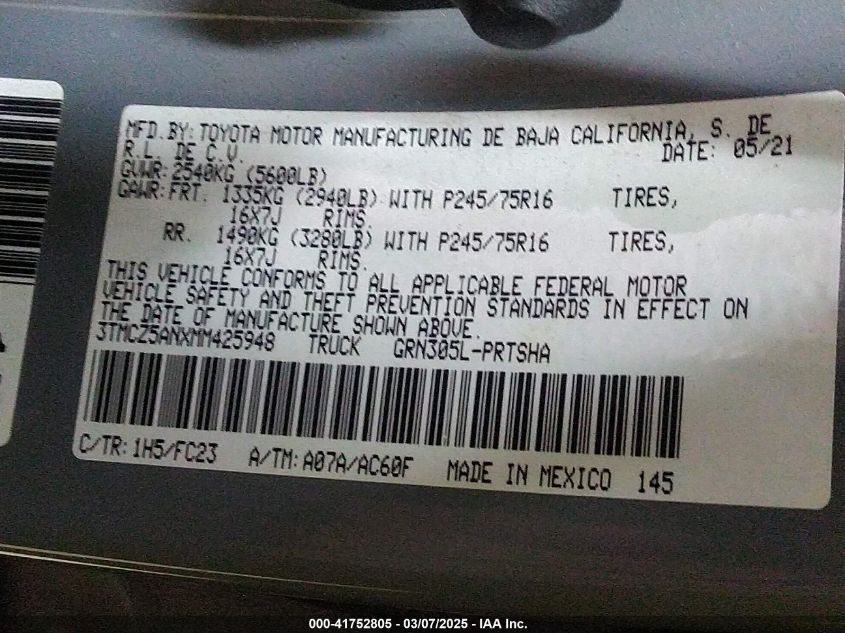 MFD. BY: TOYOTA MOTOR MANUFACTURING DE BAJA CALIFORNIA, S. DE
R.L. DE C.V. DATE: 05/21
GVWR: 2540KG (5600LB)
GAWR: FRT. 1335KG (2940LB) WITH P245/75R16 TIRES,
16X7J RIMS.
RR. 1490KG (3280LB) WITH P245/75R16 TIRES,
16X7J RIMS.
THIS VEHICLE CONFORMS TO ALL APPLICABLE FEDERAL MOTOR
VEHICLE SAFETY AND THEFT PREVENTION STANDARDS IN EFFECT ON
THE DATE OF MANUFACTURE SHOWN ABOVE.
3TMCZ5ANXMM425948 TRUCK GRN305L-PRTSHA
C/TR: 1H5/FC23 A/TM: A07A/AC60F MADE IN MEXICO 145
000-41752805 - 03/07/2025 - IAA Inc.